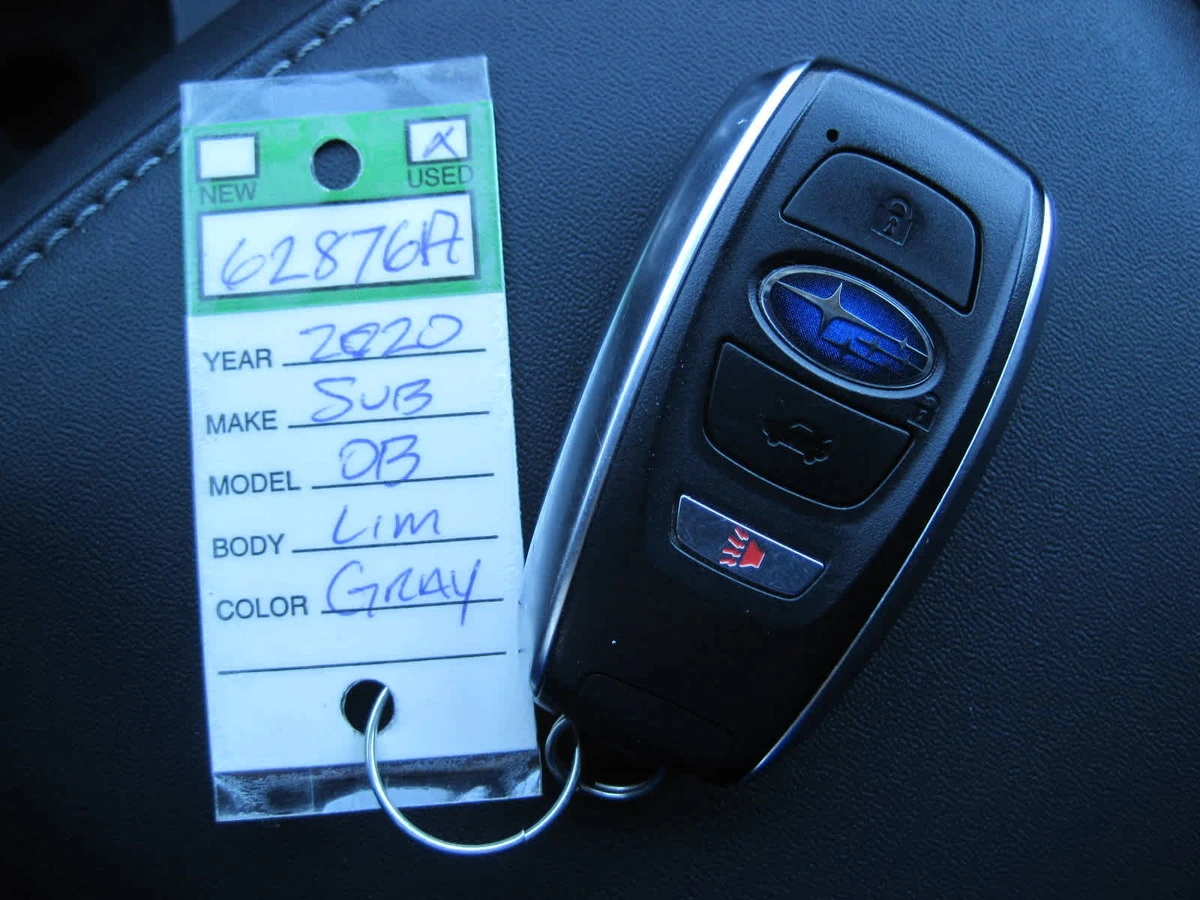 NEW USED
X
62876A
YEAR 2020
MAKE SUB
MODEL OB
BODY Lim
COLOR GRAY